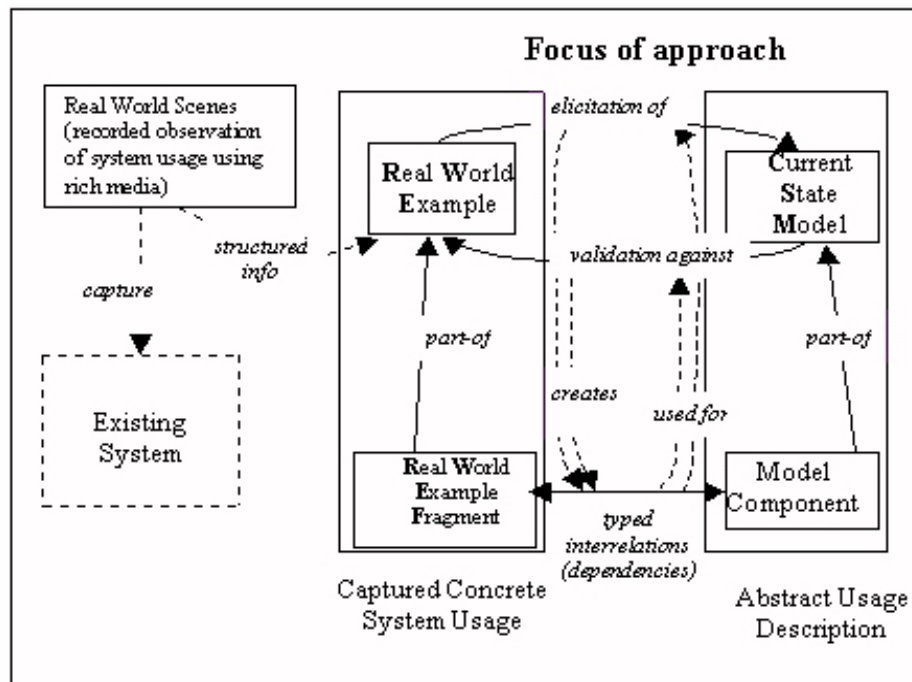 Focus of approach
Real World Scenes
(recorded observation
of system usage using
rich media)
elicitation of
Real World
Example
Current
State
Model
structured
info
validation against
capture
part-of
part-of
Existing
System
creates
used for
Real World
Example
Fragment
Model
Component
typed
interrelations
(dependencies)
Captured Concrete
System Usage
Abstract Usage
Description